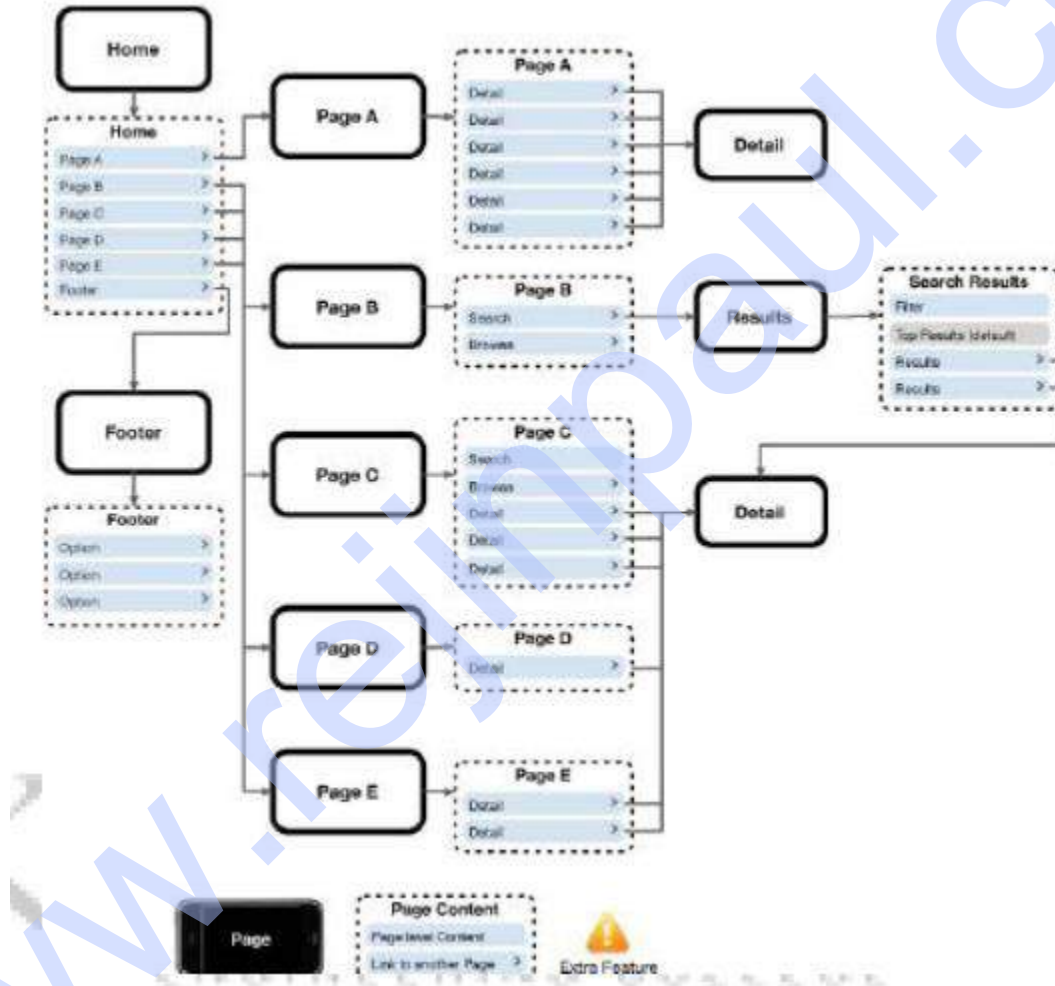 Home
Home
Page A
Page B
Page C
Page D
Page E
Footer
Footer
Footer
Option
Option
Option
Page A
Page A
Detail
Detail
Detail
Detail
Detail
Detail
Detail
Page B
Page B
Search
Browse
Results
Search Results
Filter
Top Results (default)
Results
Results
Page C
Page C
Search
Browse
Detail
Detail
Detail
Detail
Page D
Page D
Detail
Page E
Page E
Detail
Detail
Page
Page Content
Page level Content
Link to another Page
Extra Feature
www.rejinpaul.c